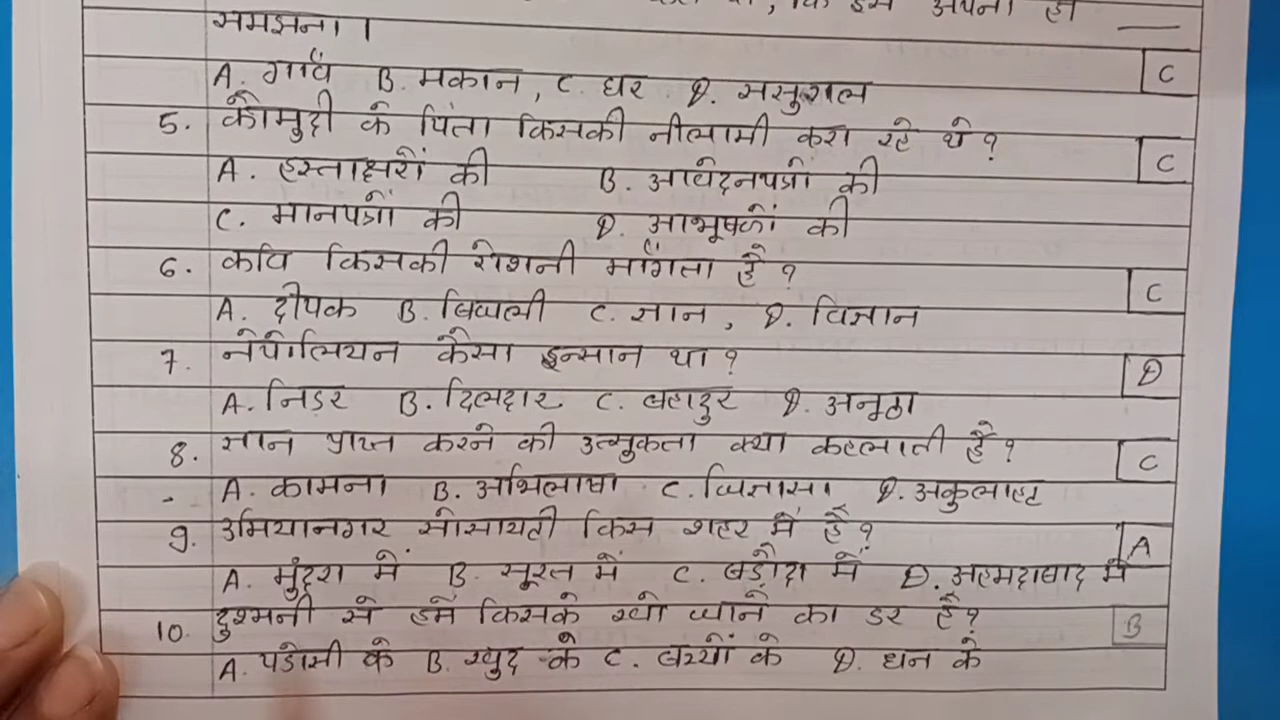 इसे अपना ही
समझना ।
A. गाँव B. मकान, C. घर D. ससुराल C
5. कौमुदी के पिता किसकी नीलामी करा रहे थे? C
A. हस्ताक्षरों की B. आवेदनपत्रों की
C. मानपत्रों की D. आभूषणों की
6. कवि किसकी रोशनी माँगता है? C
A. दीपक B. बिजली C. ज्ञान, D. विज्ञान
7. नेपोलियन कैसा इन्सान था? D
A. निडर B. दिलदार C. बहादुर D. अनूठा
8. ज्ञान प्राप्त करने की उत्सुकता क्या कहलाती है? C
A. कामना B. अभिलाषा C. जिज्ञासा D. अकुलाहट
9. उमियानगर सोसायटी किस शहर में है? A
A. मुंद्रा में B. सूरत में C. बड़ौदा में D. अहमदाबाद में
10. दुश्मनी से हमें किसके खो जाने का डर है? B
A. पडोसी के B. खुद के C. बच्चों के D. धन के